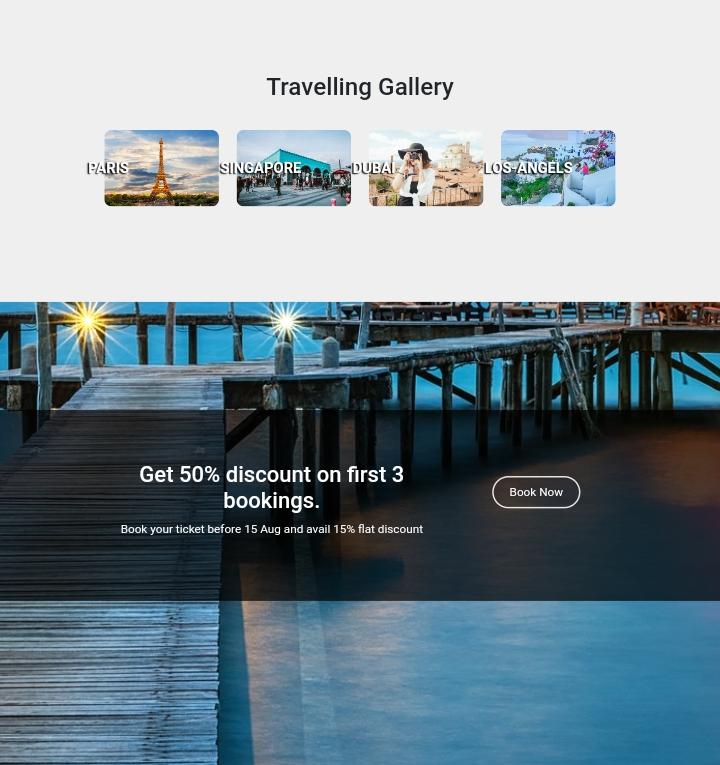 Travelling Gallery
PARIS
SINGAPORE
DUBAI
LOS-ANGELS
Get 50% discount on first 3
bookings.
Book your ticket before 15 Aug and avail 15% flat discount
Book Now